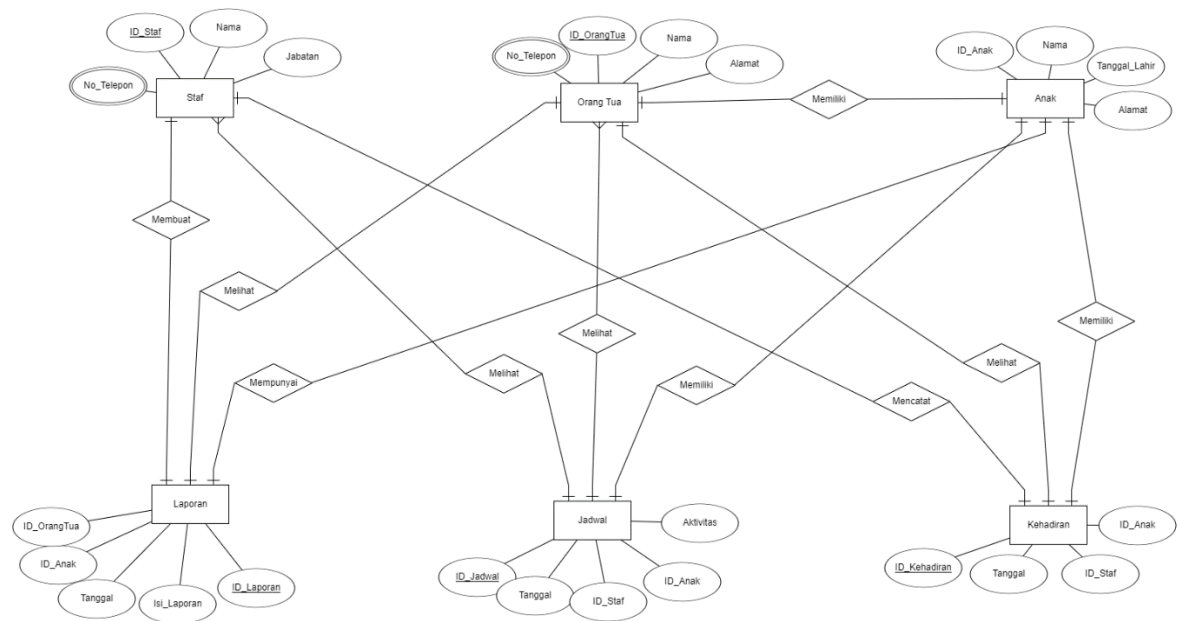 ID_Staf
Nama
Jabatan
No_Telepon
Staf
ID_OrangTua
Nama
No_Telepon
Alamat
Orang Tua
Memiliki
ID_Anak
Nama
Tanggal_Lahir
Anak
Alamat
Membuat
Melihat
Mempunyai
Melihat
Melihat
Memiliki
Mencatat
Melihat
Memiliki
Laporan
ID_OrangTua
ID_Anak
Tanggal
Isi_Laporan
ID_Laporan
Jadwal
Aktivitas
ID_Jadwal
Tanggal
ID_Staf
ID_Anak
Kehadiran
ID_Anak
ID_Kehadiran
Tanggal
ID_Staf